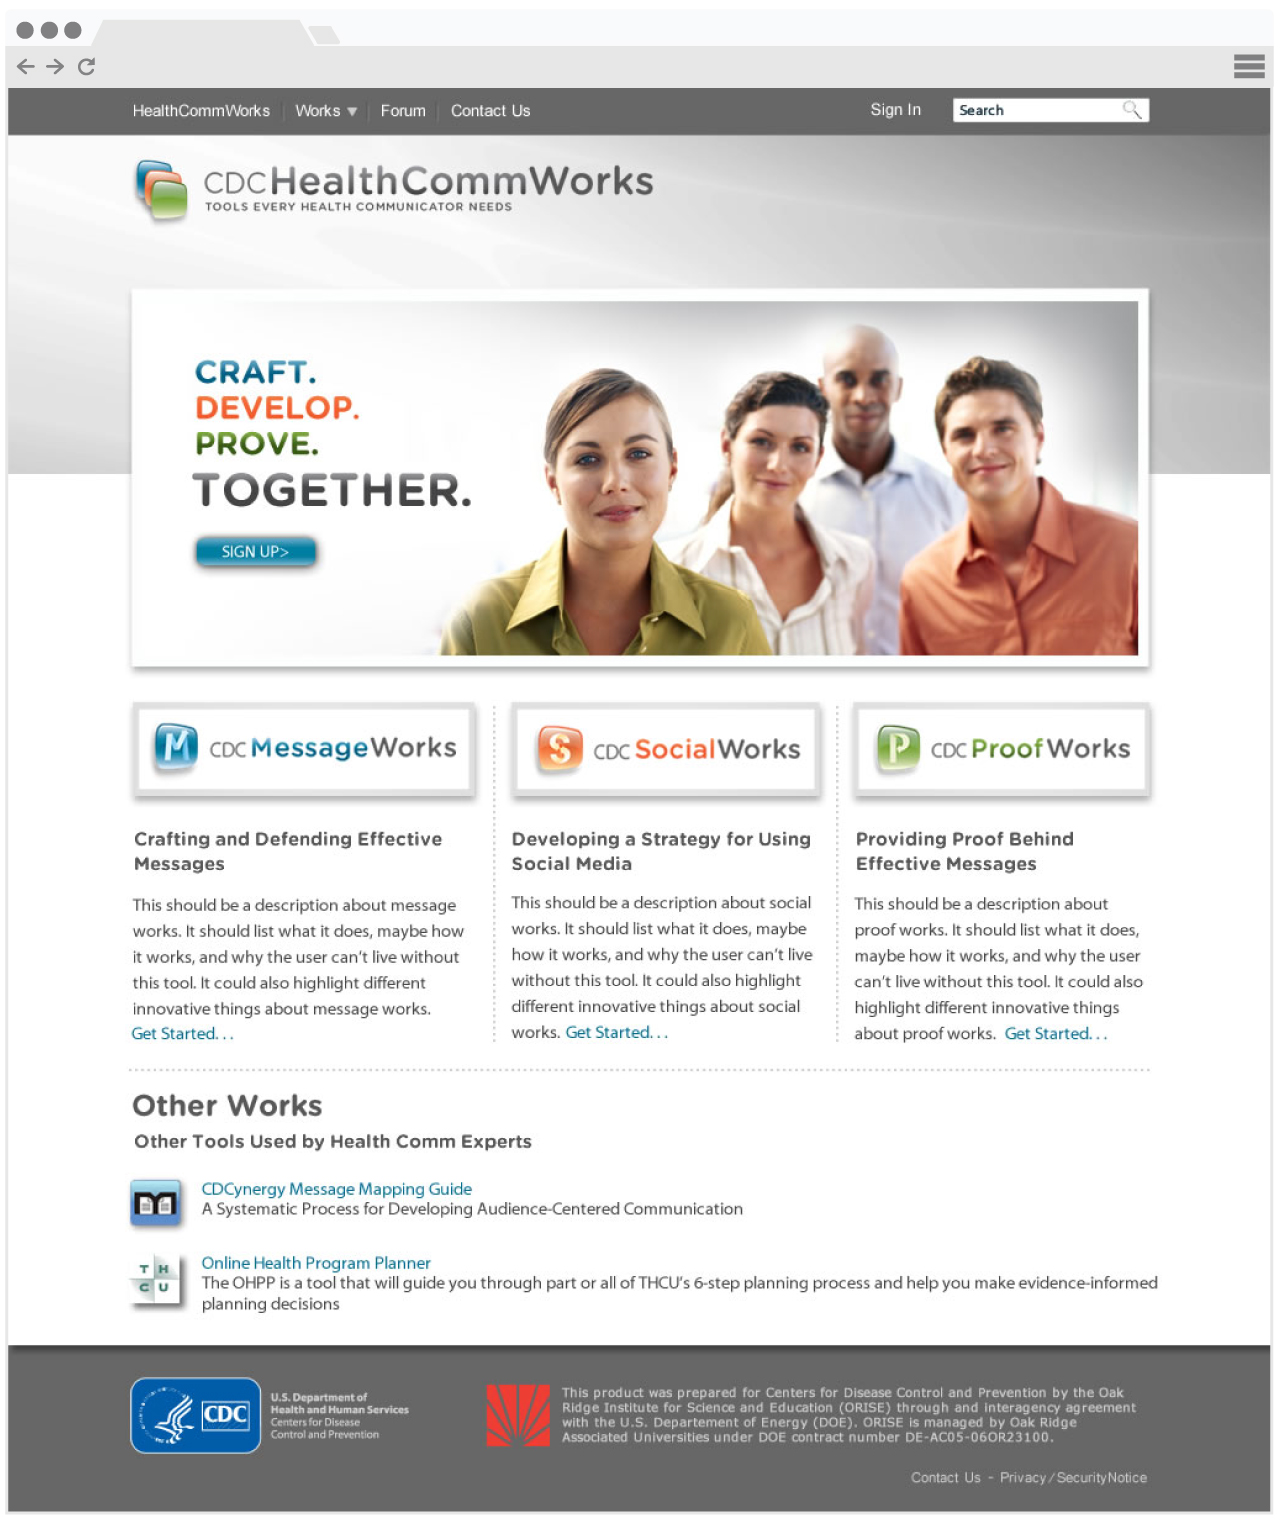 HealthCommWorks Works Forum Contact Us Sign In Search
CDCHealthCommWorks
TOOLS EVERY HEALTH COMMUNICATOR NEEDS
CRAFT.
DEVELOP.
PROVE.
TOGETHER.
SIGN UP>
M CDC MessageWorks
Crafting and Defending Effective
Messages
This should be a description about message
works. It should list what it does, maybe how
it works, and why the user can't live without
this tool. It could also highlight different
innovative things about message works.
Get Started. . .
S CDC SocialWorks
Developing a Strategy for Using
Social Media
This should be a description about social
works. It should list what it does, maybe
how it works, and why the user can't live
without this tool. It could also highlight
different innovative things about social
works. Get Started. . .
P CDC ProofWorks
Providing Proof Behind
Effective Messages
This should be a description about
proof works. It should list what it does,
maybe how it works, and why the user
can't live without this tool. It could also
highlight different innovative things
about proof works. Get Started. . .
Other Works
Other Tools Used by Health Comm Experts
CDCynergy Message Mapping Guide
A Systematic Process for Developing Audience-Centered Communication
T H
C U
Online Health Program Planner
The OHPP is a tool that will guide you through part or all of THCU's 6-step planning process and help you make evidence-informed
planning decisions
CDC
U.S. Department of
Health and Human Services
Centers for Disease
Control and Prevention
This product was prepared for Centers for Disease Control and Prevention by the Oak
Ridge Institute for Science and Education (ORISE) through and interagency agreement
with the U.S. Departement of Energy (DOE). ORISE is managed by Oak Ridge
Associated Universities under DOE contract number DE-AC05-06OR23100.
Contact Us - Privacy/SecurityNotice